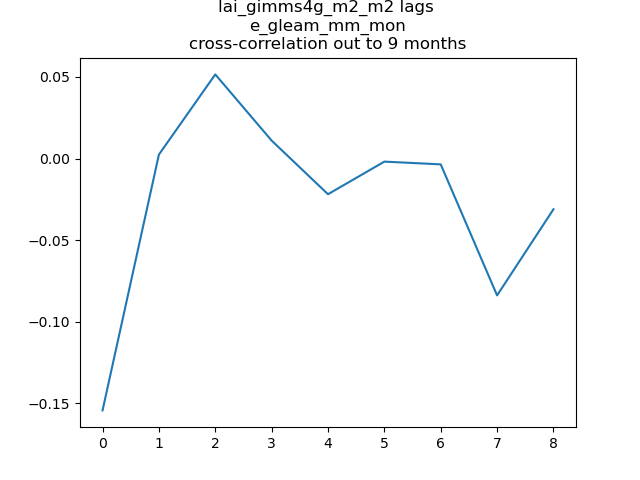 lai_gimms4g_m2_m2 lags
e_gleam_mm_mon
cross-correlation out to 9 months
0.05
0.00
−0.05
−0.10
−0.15
0 1 2 3 4 5 6 7 8